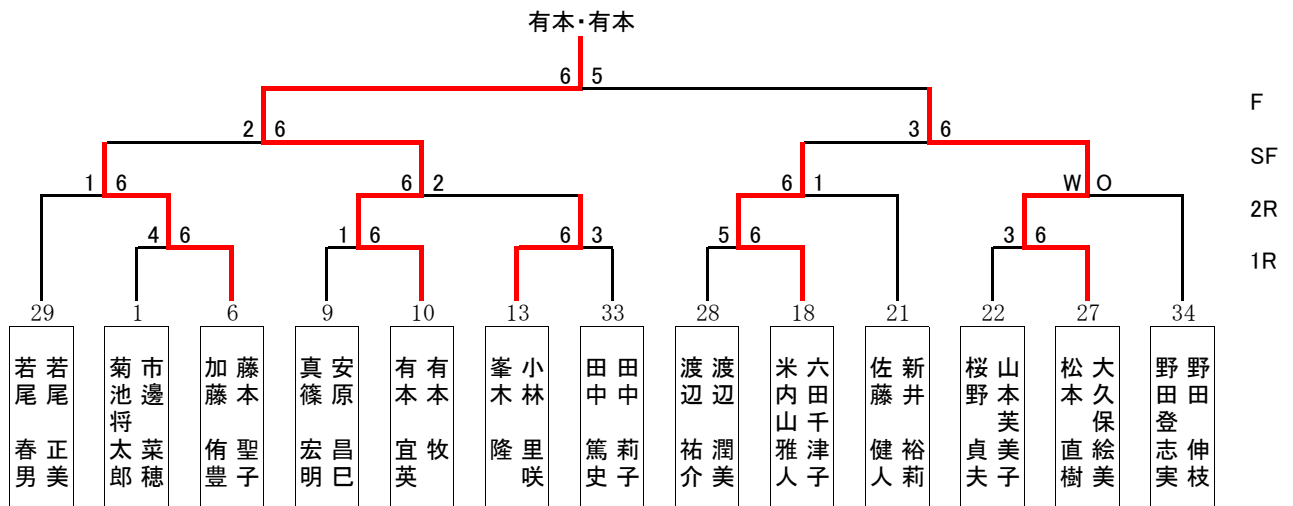 有本・有本
6 5
F
2 6
3 6
SF
1 6
6 2
6 1
W O
2R
4 6
1 6
6 3
5 6
3 6
1R
29
1
6
9
10
13
33
28
18
21
22
27
34
若尾 正美
若尾 春男
市邊 菜穂
菊池将太郎
藤本 聖子
加藤 侑豊
安原 昌巳
真篠 宏明
有本 牧
有本 宜英
小林 里咲
峯木 隆
田中 莉子
田中 篤史
渡辺 潤美
渡辺 祐介
六田千津子
米内山雅人
新井 裕莉
佐藤 健人
山本芙美子
桜野 貞夫
大久保絵美
松本 直樹
野田 伸枝
野田登志実